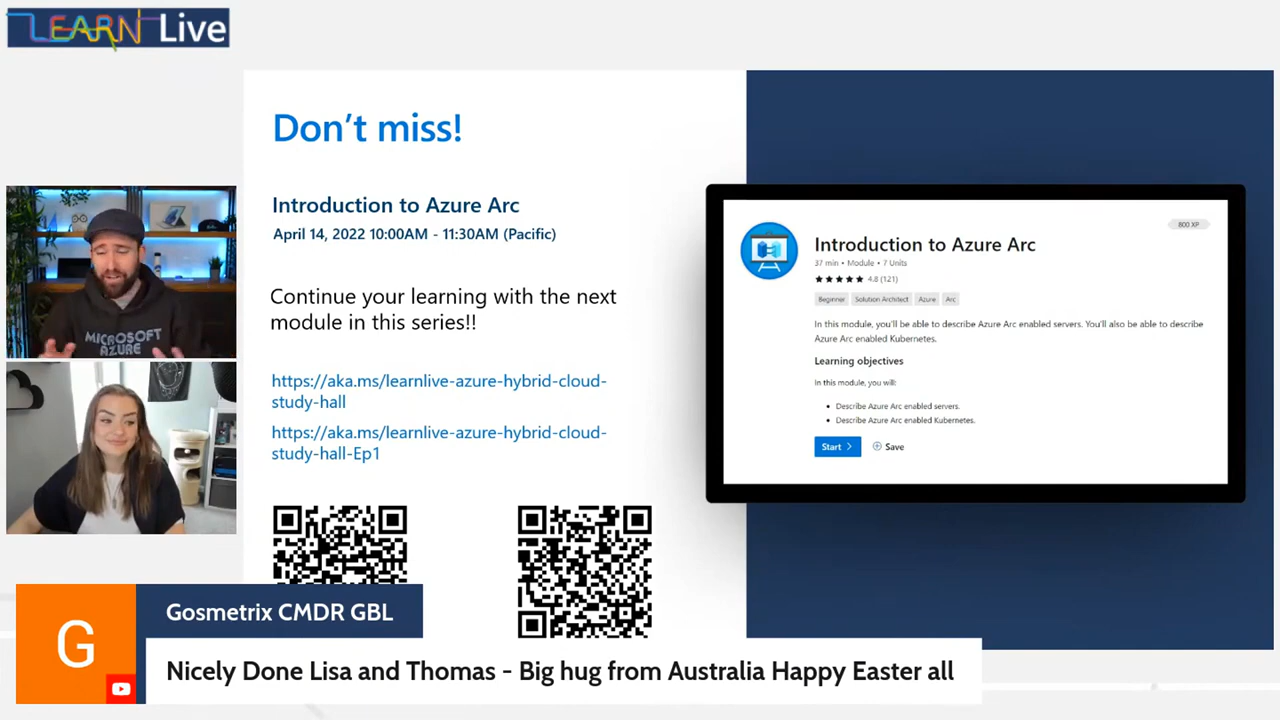 LEARN Live
Don't miss!
Introduction to Azure Arc
April 14, 2022 10:00AM - 11:30AM (Pacific)
Continue your learning with the next
module in this series!!
https://aka.ms/learnlive-azure-hybrid-cloud-
study-hall
https://aka.ms/learnlive-azure-hybrid-cloud-
study-hall-Ep1
800 XP
Introduction to Azure Arc
37 min • Module • 7 Units
4.8 (121)
Beginner Solution Architect Azure Arc
In this module, you'll be able to describe Azure Arc enabled servers. You'll also be able to describe
Azure Arc enabled Kubernetes.
Learning objectives
In this module, you will:
• Describe Azure Arc enabled servers.
• Describe Azure Arc enabled Kubernetes.
Start > Save
MICROSOFT
AZURE
G
Gosmetrix CMDR GBL
Nicely Done Lisa and Thomas - Big hug from Australia Happy Easter all